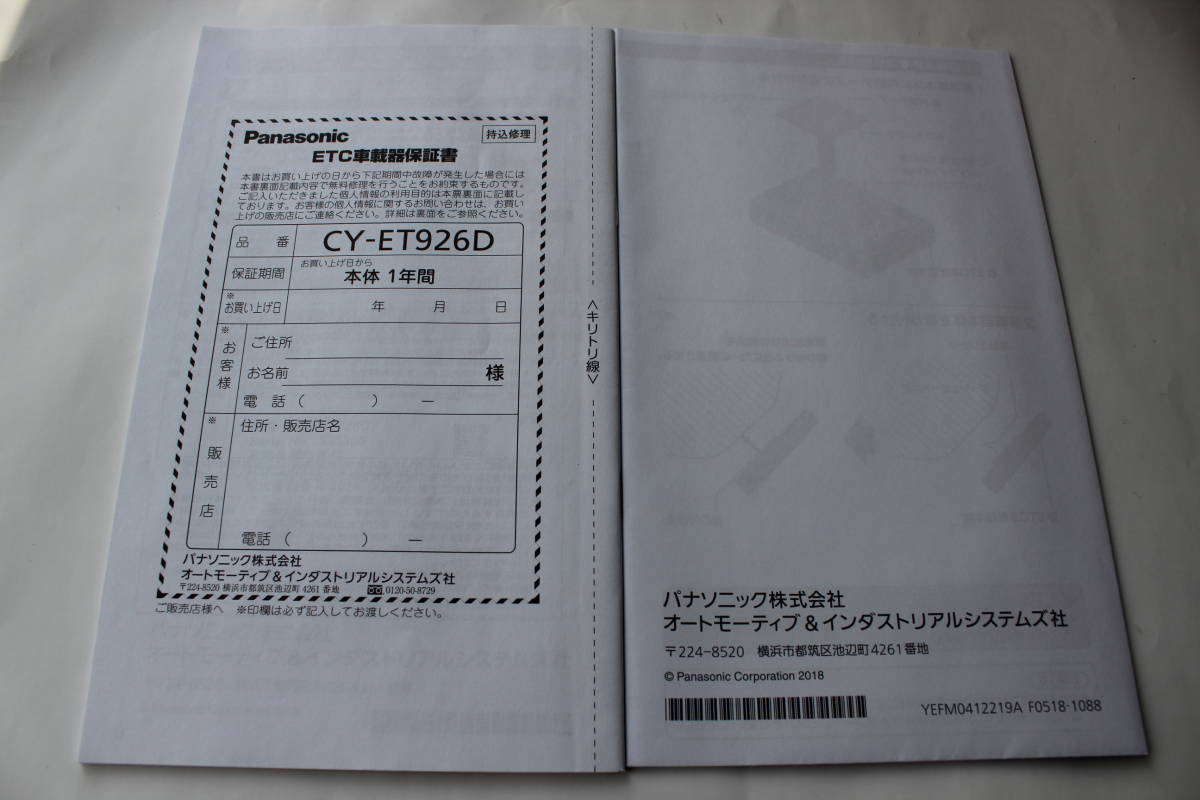 Panasonic 持込修理
ETC車載器保証書
本書はお買い上げの日から下記期間中故障が発生した場合には
本書裏面記載内容で無料修理を行うことをお約束するものです。
ご記入いただきました個人情報の利用目的は本票裏面に記載し
ております。お客様の個人情報に関するお問い合わせは、お買い
上げの販売店にご連絡ください。詳細は裏面をご参照ください。
品番 CY-ET926D
保証期間 お買い上げ日から
本体 1年間
※お買い上げ日 年 月 日
※お客様
ご住所
お名前 様
電話 ( ) ー
※販売店
住所・販売店名
電話 ( ) ー
パナソニック株式会社
オートモーティブ&インダストリアルシステムズ社
〒224-8520 横浜市都筑区池辺町 4261 番地 0120-50-8729
ご販売店様へ ※印欄は必ず記入してお渡しください。
<キリトリ線>
パナソニック株式会社
オートモーティブ&インダストリアルシステムズ社
〒224-8520 横浜市都筑区池辺町4261番地
© Panasonic Corporation 2018
YEFM0412219A F0518-1088